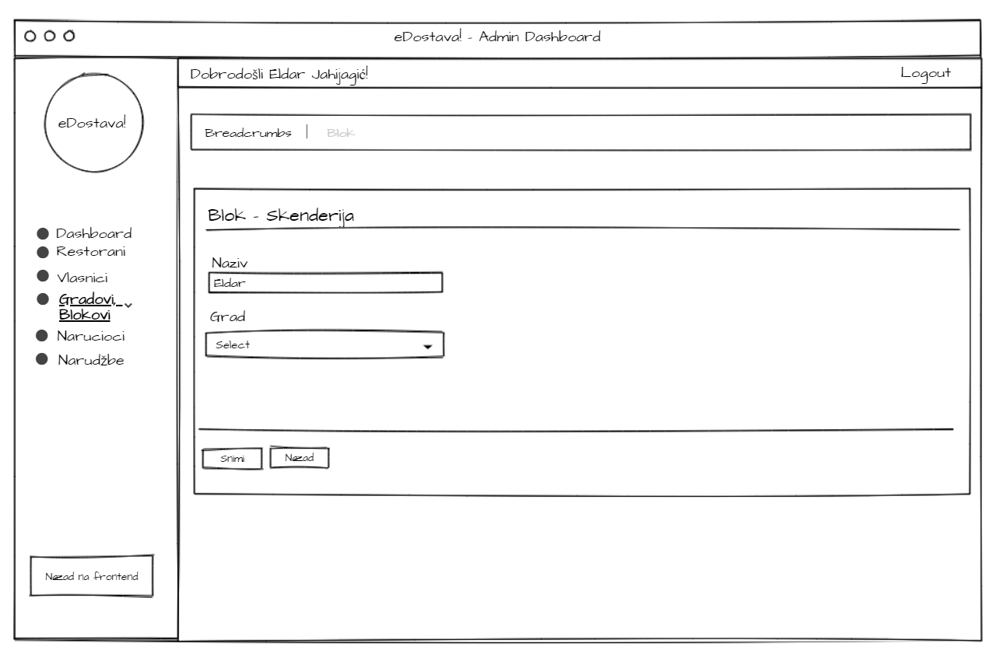 eDostava! - Admin Dashboard
Dobrodošli Eldar Jahijagić!
Logout
eDostava!
Breadcrumbs | Blok
Dashboard
Restorani
Vlasnici
Gradovi,
Blokovi
Narucioci
Narudžbe
Nazad na frontend
Blok - Skenderija
Naziv
Eldar
Grad
Select
Snimi
Nazad